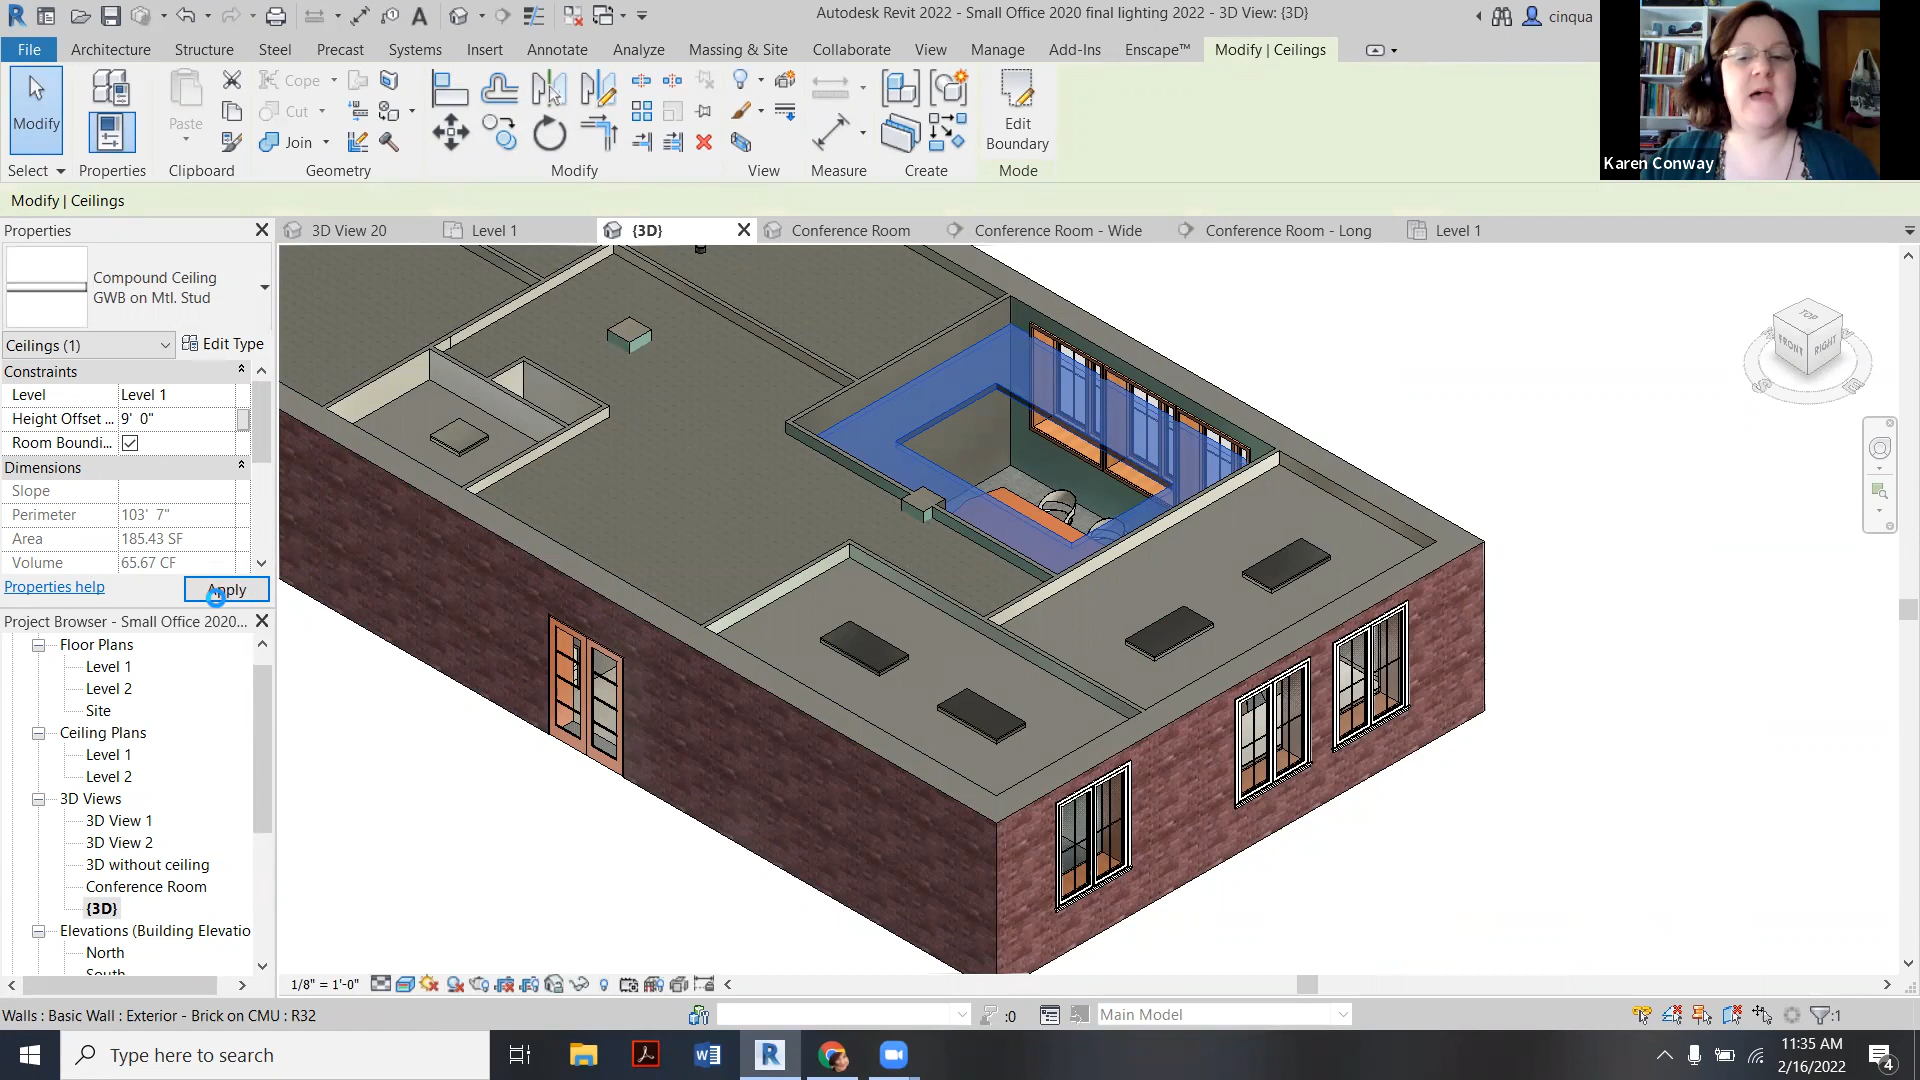 Autodesk Revit 2022 - Small Office 2020 final lighting 2022 - 3D View: {3D}
cinqua
File
Architecture
Structure
Steel
Precast
Systems
Insert
Annotate
Analyze
Massing & Site
Collaborate
View
Manage
Add-Ins
Enscape™
Modify | Ceilings
Modify
Paste
Cope
Cut
Join
Edit
Boundary
Select
Properties
Clipboard
Geometry
Modify
View
Measure
Create
Mode
Karen Conway
Modify | Ceilings
Properties
3D View 20
Level 1
{3D}
Conference Room
Conference Room - Wide
Conference Room - Long
Level 1
Compound Ceiling
GWB on Mtl. Stud
Ceilings (1)
Edit Type
Constraints
Level
Level 1
Height Offset ...
9' 0"
Room Boundi...
Dimensions
Slope
Perimeter
103' 7"
Area
185.43 SF
Volume
65.67 CF
Properties help
Apply
TOP
FRONT
RIGHT
Project Browser - Small Office 2020...
Floor Plans
Level 1
Level 2
Site
Ceiling Plans
Level 1
Level 2
3D Views
3D View 1
3D View 2
3D without ceiling
Conference Room
{3D}
Elevations (Building Elevatio
North
South
1/8" = 1'-0"
Walls : Basic Wall : Exterior - Brick on CMU : R32
:0
Main Model
:1
Type here to search
11:35 AM
2/16/2022
4